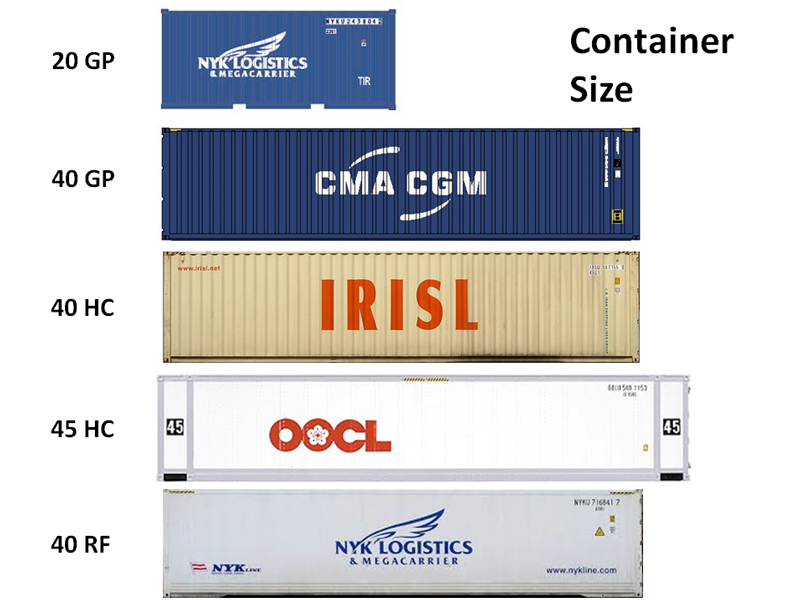 Container
Size
20 GP
NYKU243804 2
NYK LOGISTICS
& MEGACARRIER
TIR
40 GP
CMA CGM
40 HC
www.irisl.net
IRISL
45 HC
45
OOCL
OOLU 540 1153
45
40 RF
NYKU 716841 2
NYK LOGISTICS
& MEGACARRIER
NYK LINE
www.nykline.com